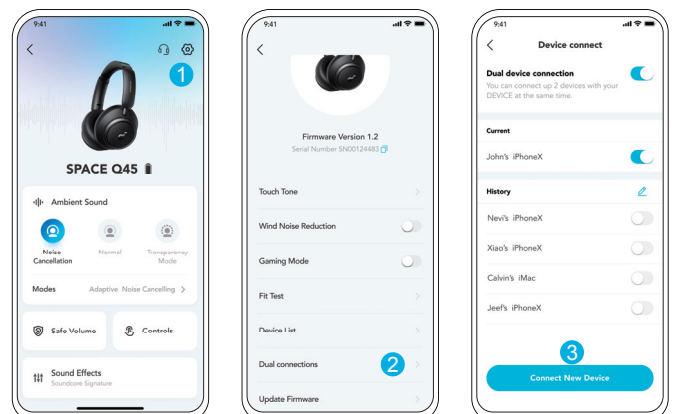 9:41
1
SPACE Q45
Ambient Sound
Noise
Cancellation
Normal
Transparency
Mode
Modes
Adaptive Noise Cancelling
Safe Volume
Controls
Sound Effects
Soundcore Signature
9:41
Firmware Version 1.2
Serial Number SN00124483
Touch Tone
Wind Noise Reduction
Gaming Mode
Fit Test
Device List
Dual connections
2
Update Firmware
9:41
Device connect
Dual device connection
You can connect up 2 devices with your
DEVICE at the same time.
Current
John's iPhoneX
History
Nevi's iPhoneX
Xiao's iPhoneX
Calvin's iMac
Jeef's iPhoneX
3
Connect New Device